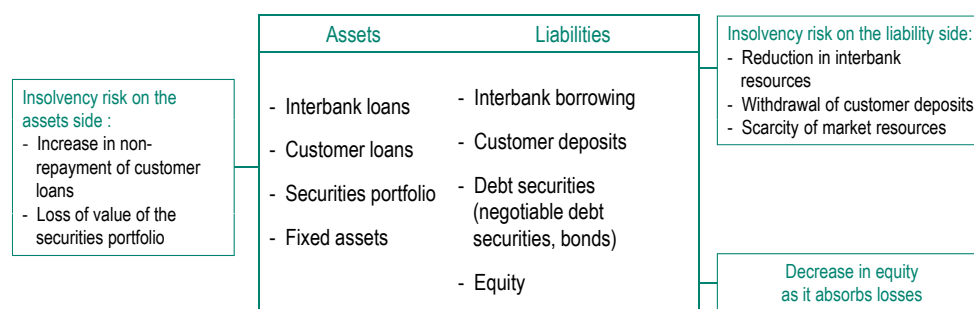 Assets
Liabilities
Insolvency risk on the liability side:
- Reduction in interbank
resources
- Withdrawal of customer deposits
- Scarcity of market resources
Insolvency risk on the
assets side :
- Increase in non-
repayment of customer
loans
- Loss of value of the
securities portfolio
- Interbank loans
- Customer loans
- Securities portfolio
- Fixed assets
- Interbank borrowing
- Customer deposits
- Debt securities
(negotiable debt
securities, bonds)
- Equity
Decrease in equity
as it absorbs losses